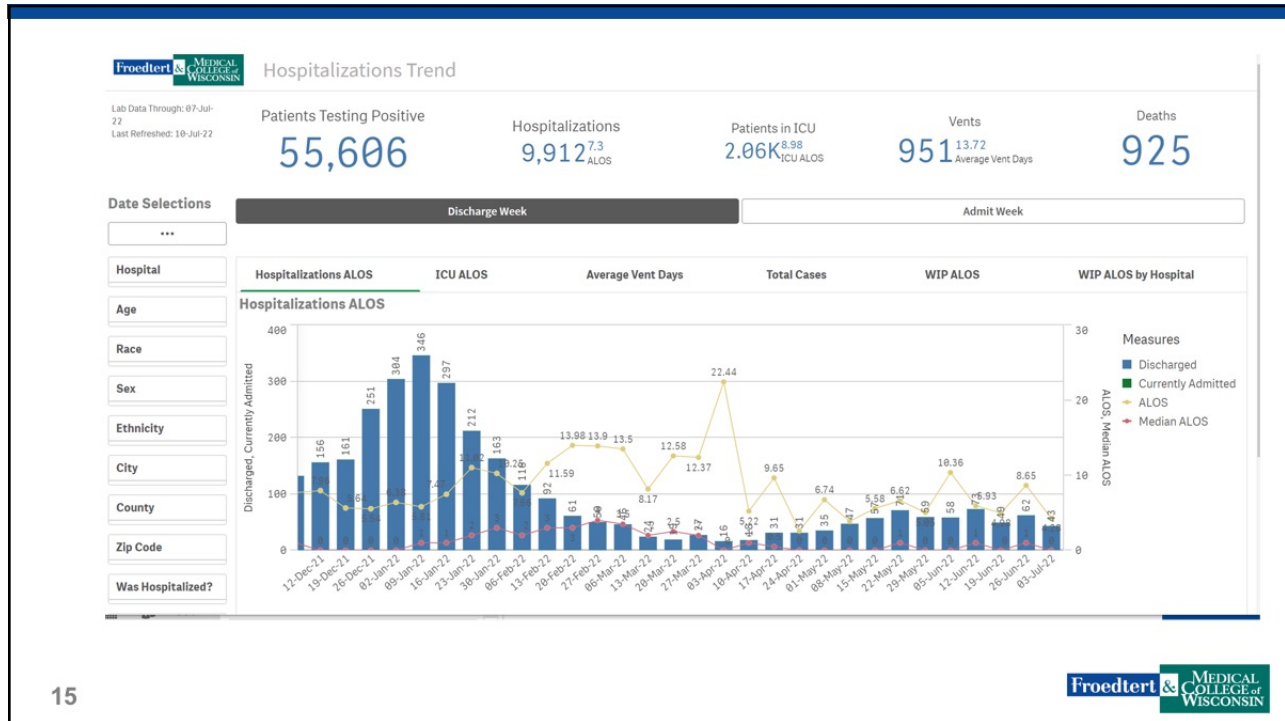 Froedtert & MEDICAL COLLEGE of WISCONSIN
Hospitalizations Trend
Lab Data Through: 07-Jul-
22
Last Refreshed: 10-Jul-22
Patients Testing Positive
55,606
Hospitalizations
9,912 7.3 ALOS
Patients in ICU
2.06K 8.98 ICU ALOS
Vents
951 13.72 Average Vent Days
Deaths
925
Date Selections
...
Discharge Week
Admit Week
Hospital
Age
Race
Sex
Ethnicity
City
County
Zip Code
Was Hospitalized?
Hospitalizations ALOS
ICU ALOS
Average Vent Days
Total Cases
WIP ALOS
WIP ALOS by Hospital
Hospitalizations ALOS
Discharged, Currently Admitted
400
300
200
100
0
156
161
251
304
346
297
212
163
92
61
16
31
31
35
47
71
58
62
43
11.59
13.98
13.9
13.5
8.17
12.58
12.37
22.44
5.22
9.65
6.74
5.58
6.62
10.36
8.65
2.5
12-Dec-21
19-Dec-21
26-Dec-21
02-Jan-22
09-Jan-22
16-Jan-22
23-Jan-22
30-Jan-22
06-Feb-22
13-Feb-22
20-Feb-22
27-Feb-22
06-Mar-22
13-Mar-22
20-Mar-22
27-Mar-22
03-Apr-22
10-Apr-22
17-Apr-22
24-Apr-22
01-May-22
08-May-22
15-May-22
22-May-22
29-May-22
05-Jun-22
12-Jun-22
19-Jun-22
26-Jun-22
03-Jul-22
30
20
10
0
ALOS, Median ALOS
Measures
Discharged
Currently Admitted
ALOS
Median ALOS
15
Froedtert & MEDICAL COLLEGE of WISCONSIN